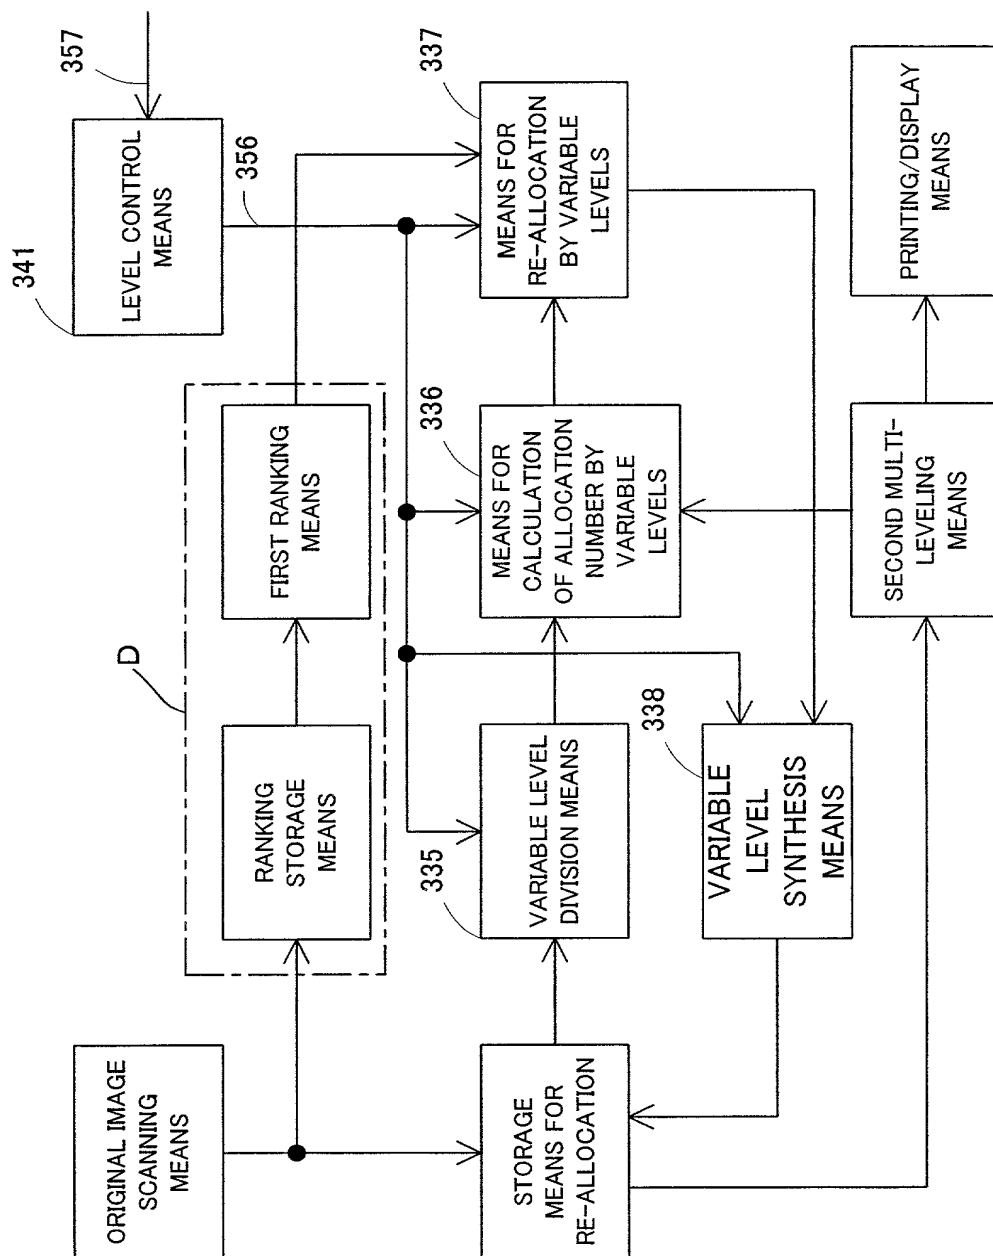 357
LEVEL CONTROL
MEANS
341
356
337
MEANS FOR
RE-ALLOCATION
BY VARIABLE
LEVELS
PRINTING/DISPLAY
MEANS
D
FIRST RANKING
MEANS
336
MEANS FOR
CALCULATION
OF ALLOCATION
NUMBER BY
VARIABLE
LEVELS
SECOND MULTI-
LEVELING
MEANS
RANKING
STORAGE
MEANS
335
VARIABLE LEVEL
DIVISION MEANS
338
VARIABLE
LEVEL
SYNTHESIS
MEANS
ORIGINAL IMAGE
SCANNING
MEANS
STORAGE
MEANS FOR
RE-ALLOCATION